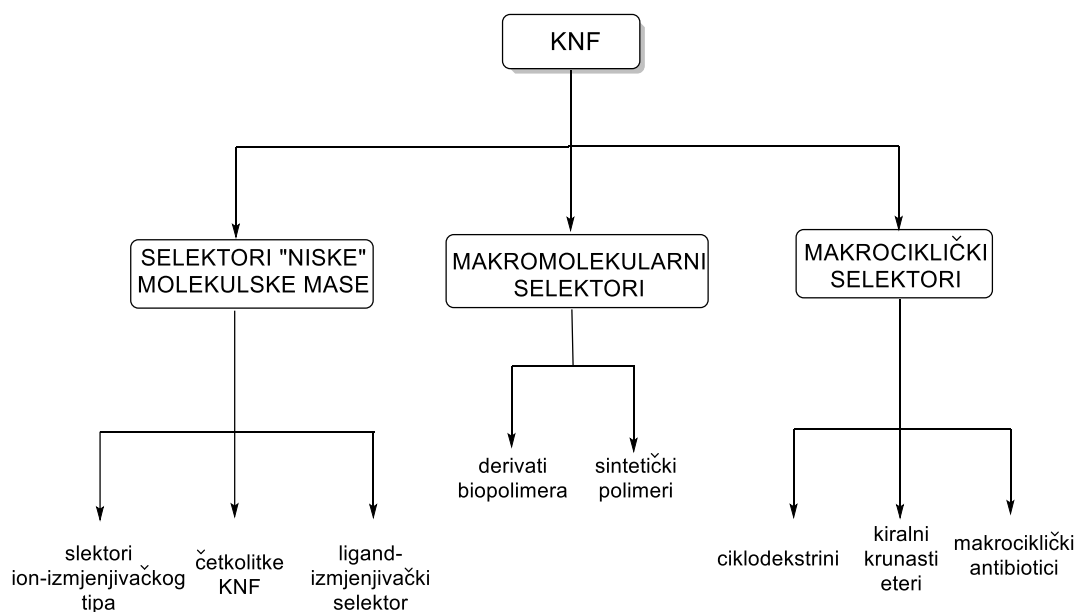 KNF
SELEKTORI "NISKE"
MOLEKULSKE MASE
MAKROMOLEKULARNI
SELEKTORI
MAKROCIKLIČKI
SELEKTORI
derivati
biopolimera
sintetički
polimeri
slektori
ion-izmjenjivačkog
tipa
četkolitke
KNF
ligand-
izmjenjivački
selektor
ciklodekstrini
kiralni
krunasti
eteri
makrociklički
antibiotici